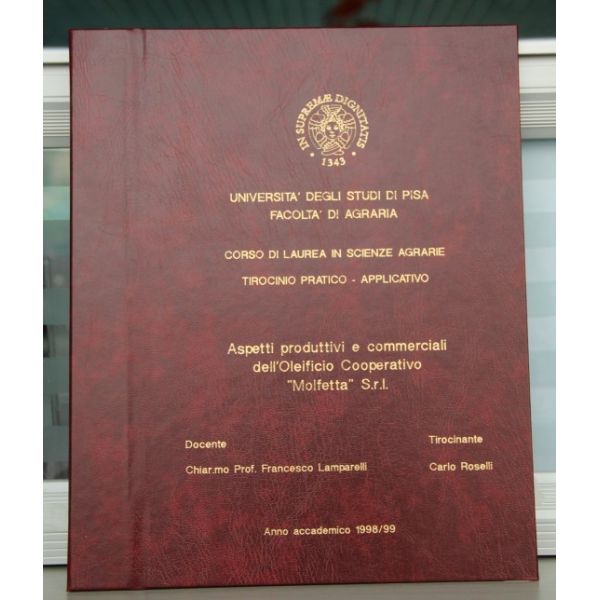 IN SUPREMÆ DIGNITATIS
• 1343 •
UNIVERSITA' DEGLI STUDI DI PISA
FACOLTA' DI AGRARIA
CORSO DI LAUREA IN SCIENZE AGRARIE
TIROCINIO PRATICO - APPLICATIVO
Aspetti produttivi e commerciali
dell'Oleificio Cooperativo
"Molfetta" S.r.l.
Docente
Tirocinante
Chiar.mo Prof. Francesco Lamparelli
Carlo Roselli
Anno accademico 1998/99